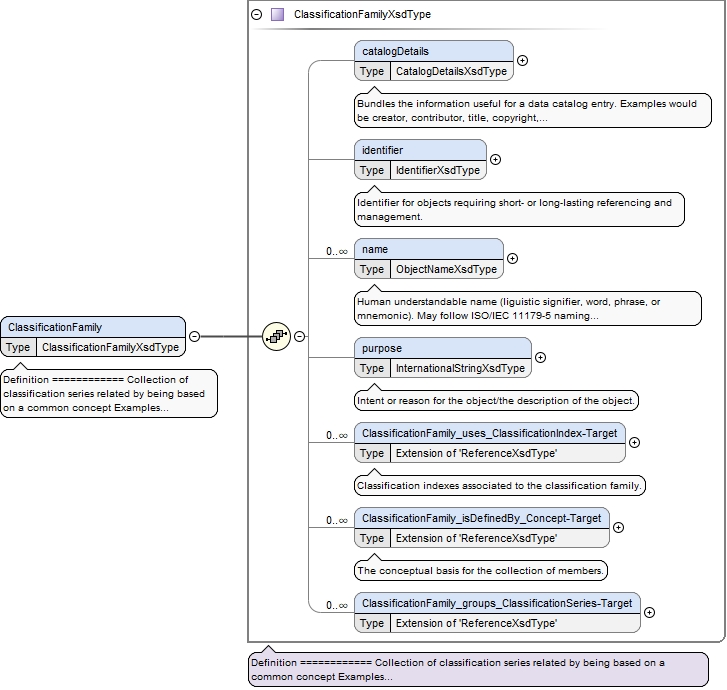 ClassificationFamilyXsdType
catalogDetails
Type CatalogDetailsXsdType
Bundles the information useful for a data catalog entry. Examples would
be creator, contributor, title, copyright,...
identifier
Type IdentifierXsdType
Identifier for objects requiring short- or long-lasting referencing and
management.
0..∞ name
Type ObjectNameXsdType
Human understandable name (liguistic signifier, word, phrase, or
mnemonic). May follow ISO/IEC 11179-5 naming...
ClassificationFamily
Type ClassificationFamilyXsdType
Definition ============ Collection of
classification series related by being based
on a common concept Examples...
purpose
Type InternationalStringXsdType
Intent or reason for the object/the description of the object.
0..∞ ClassificationFamily_uses_ClassificationIndex-Target
Type Extension of 'ReferenceXsdType'
Classification indexes associated to the classification family.
0..∞ ClassificationFamily_isDefinedBy_Concept-Target
Type Extension of 'ReferenceXsdType'
The conceptual basis for the collection of members.
0..∞ ClassificationFamily_groups_ClassificationSeries-Target
Type Extension of 'ReferenceXsdType'
Definition ============ Collection of classification series related by being based on a
common concept Examples...